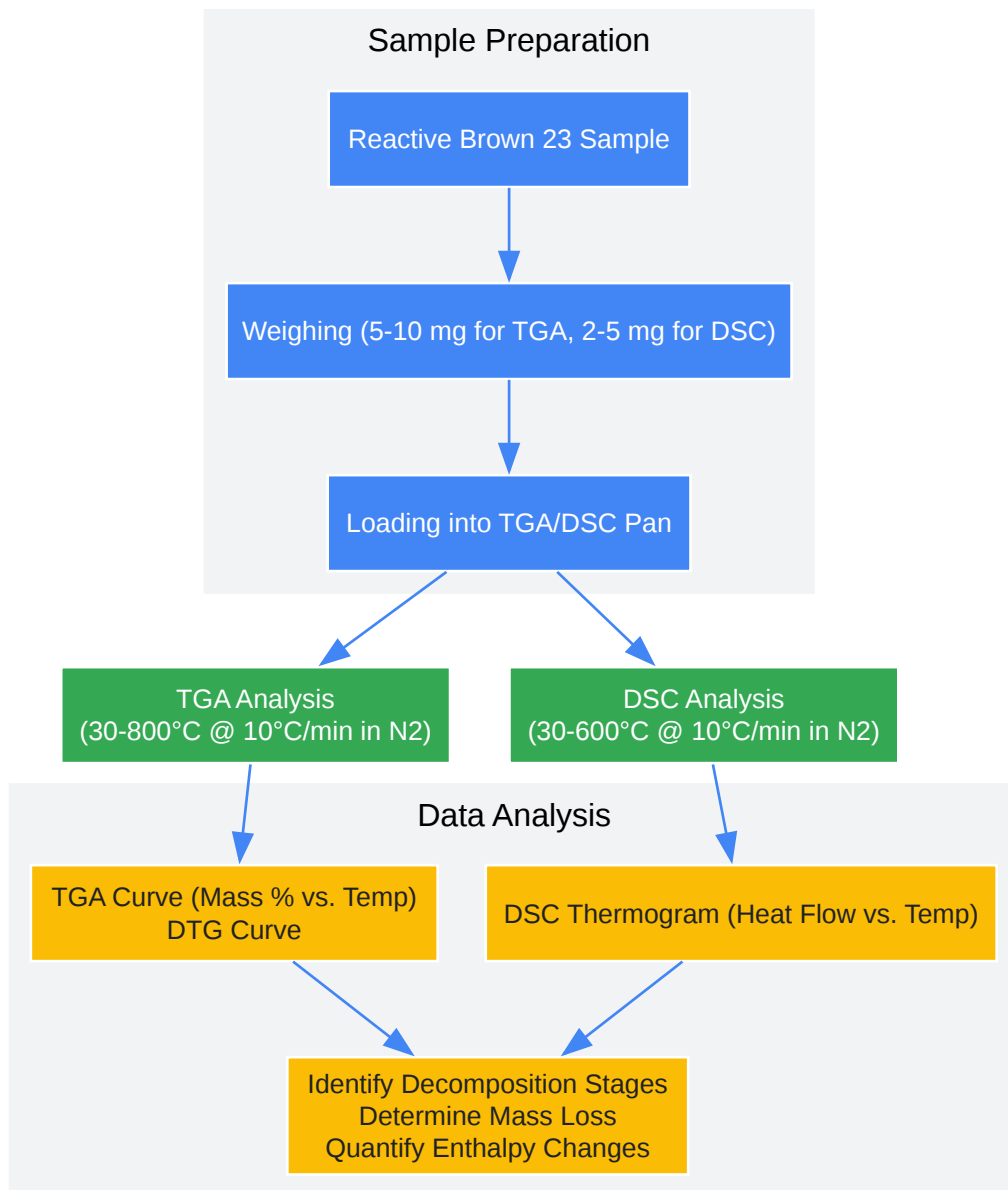 Sample Preparation
Reactive Brown 23 Sample
Weighing (5-10 mg for TGA, 2-5 mg for DSC)
Loading into TGA/DSC Pan
TGA Analysis
(30-800°C @ 10°C/min in N2)
DSC Analysis
(30-600°C @ 10°C/min in N2)
Data Analysis
TGA Curve (Mass % vs. Temp)
DTG Curve
DSC Thermogram (Heat Flow vs. Temp)
Identify Decomposition Stages
Determine Mass Loss
Quantify Enthalpy Changes